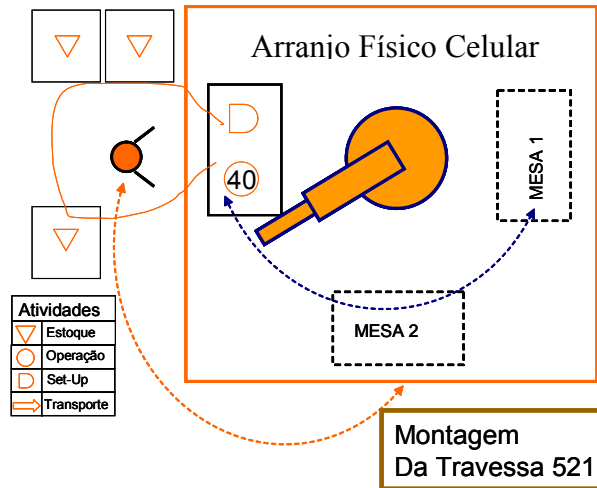 Arranjo Físico Celular
40
MESA 1
MESA 2
Atividades
Estoque
Operação
Set-Up
Transporte
Montagem
Da Travessa 521